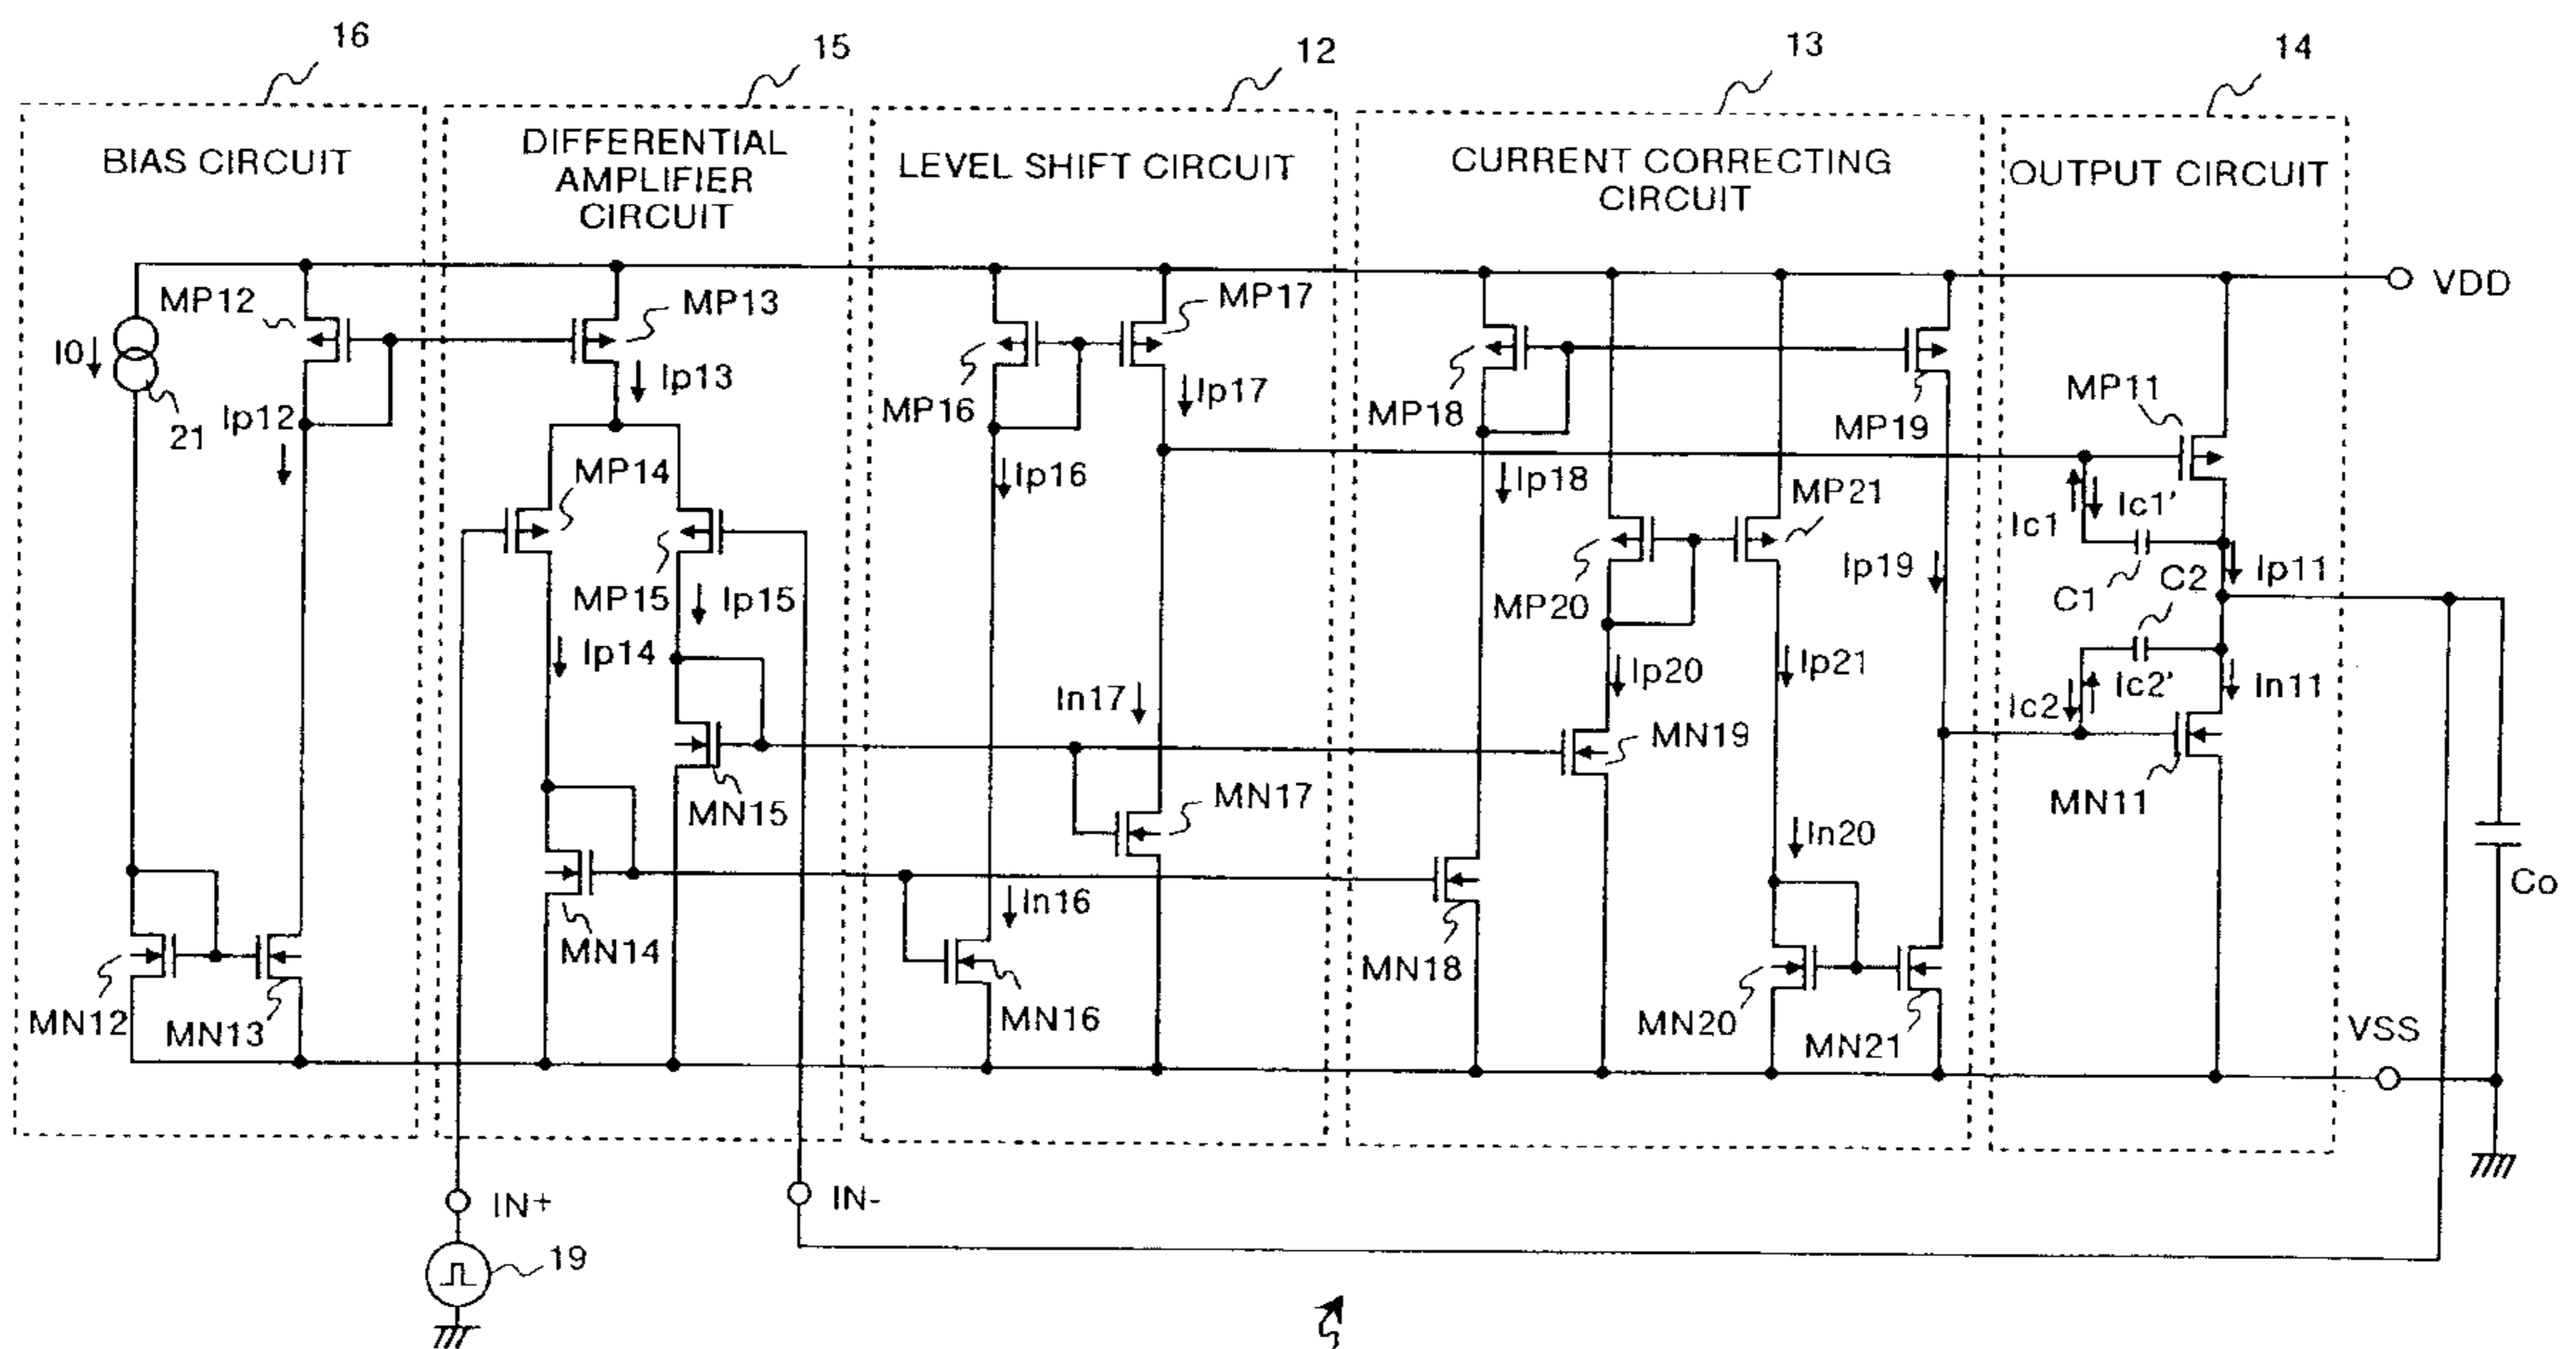 16
15
12
13
14
BIAS CIRCUIT
DIFFERENTIAL
AMPLIFIER
CIRCUIT
LEVEL SHIFT CIRCUIT
CURRENT CORRECTING
CIRCUIT
OUTPUT CIRCUIT
MP12
MP13
MP17
VDD
I0
21
Ip12
Ip13
MP16
Ip17
MP18
MP19
MP11
MP14
Ip16
Ip18
MP21
Ic1
Ic1'
MP15
Ip15
MP20
Ip19
C1
C2
Ip11
Ip14
In17
Ip20
Ip21
Ic2
Ic2'
In11
MN19
MN15
MN17
MN11
In20
Co
In16
MN14
MN18
MN12
MN13
MN16
MN20
MN21
VSS
IN+
IN-
19